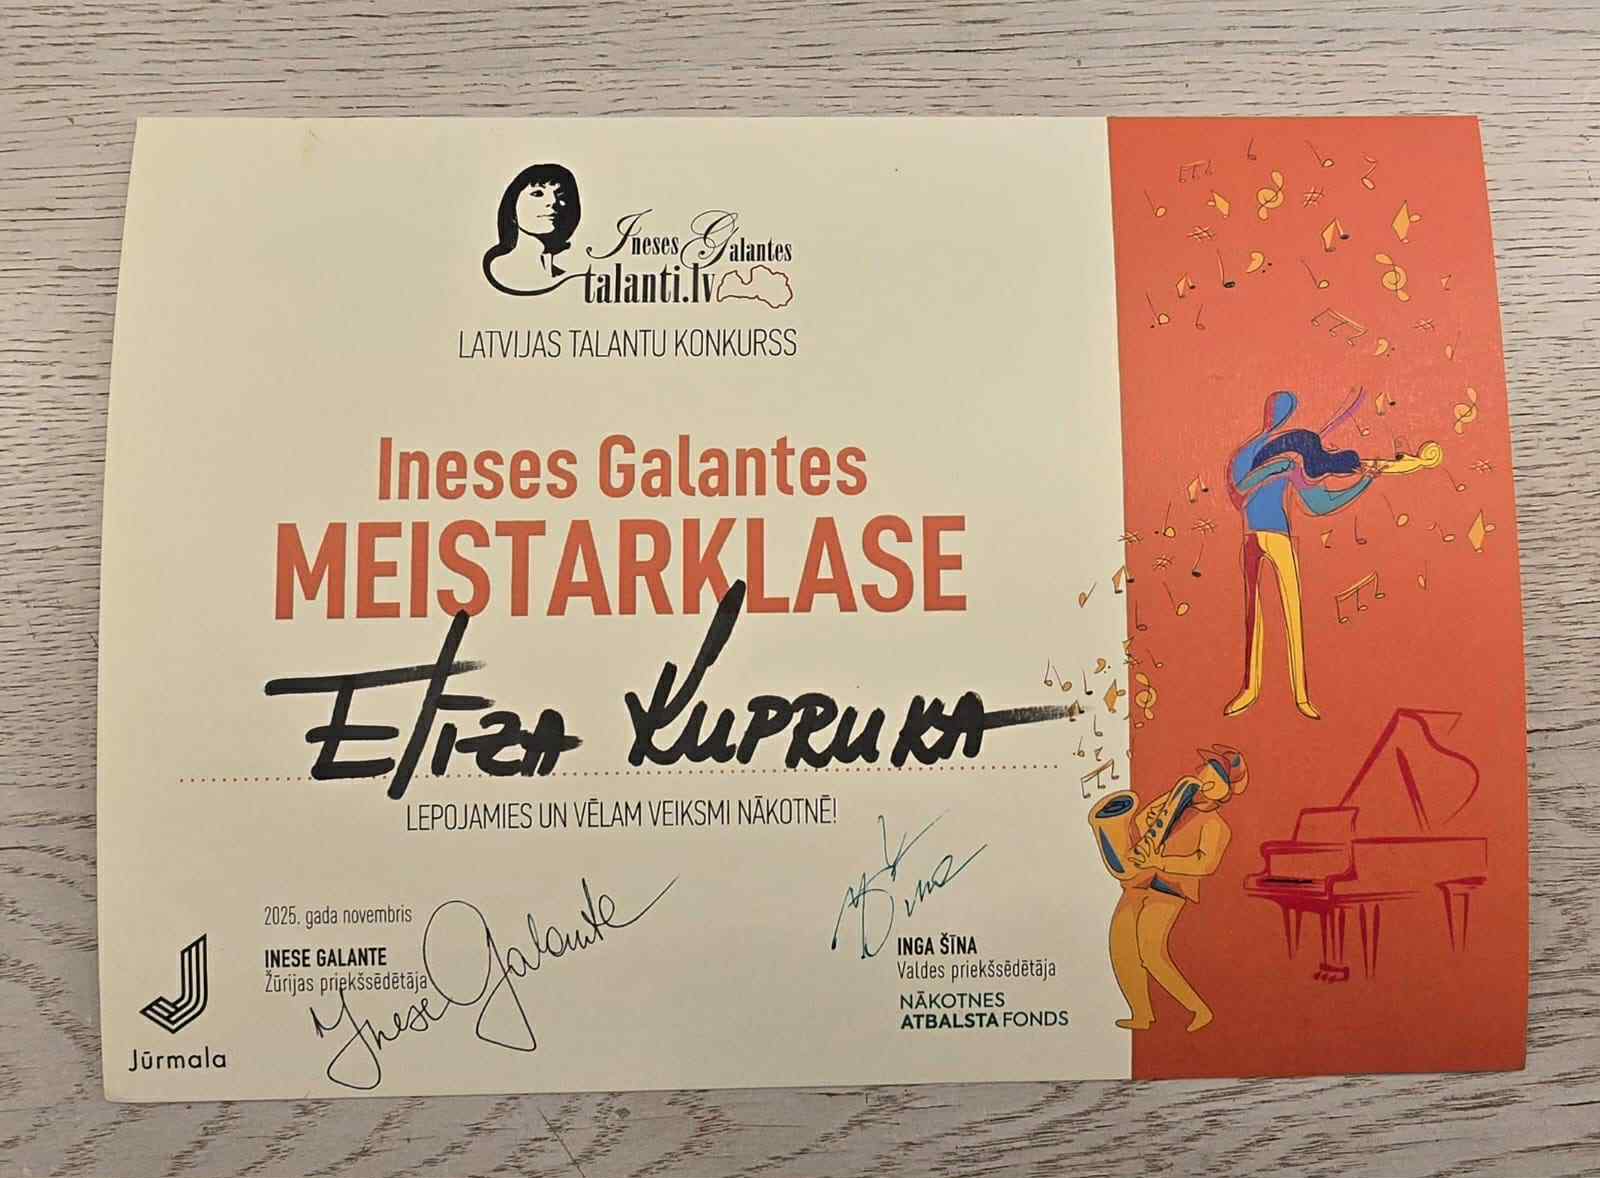 Ineses Galantes
talanti.lv
LATVIJAS TALANTU KONKURSS
Ineses Galantes
MEISTARKLASE
Elīza KUPRUKA
LEPOJAMIES UN VĒLAM VEIKSMI NĀKOTNĒ!
2025. gada novembris
INESE GALANTE
Žūrijas priekšsēdētāja
Inese Galante
INGA ŠĪNA
Valdes priekšsēdētāja
NĀKOTNES
ATBALSTA FONDS
Jūrmala